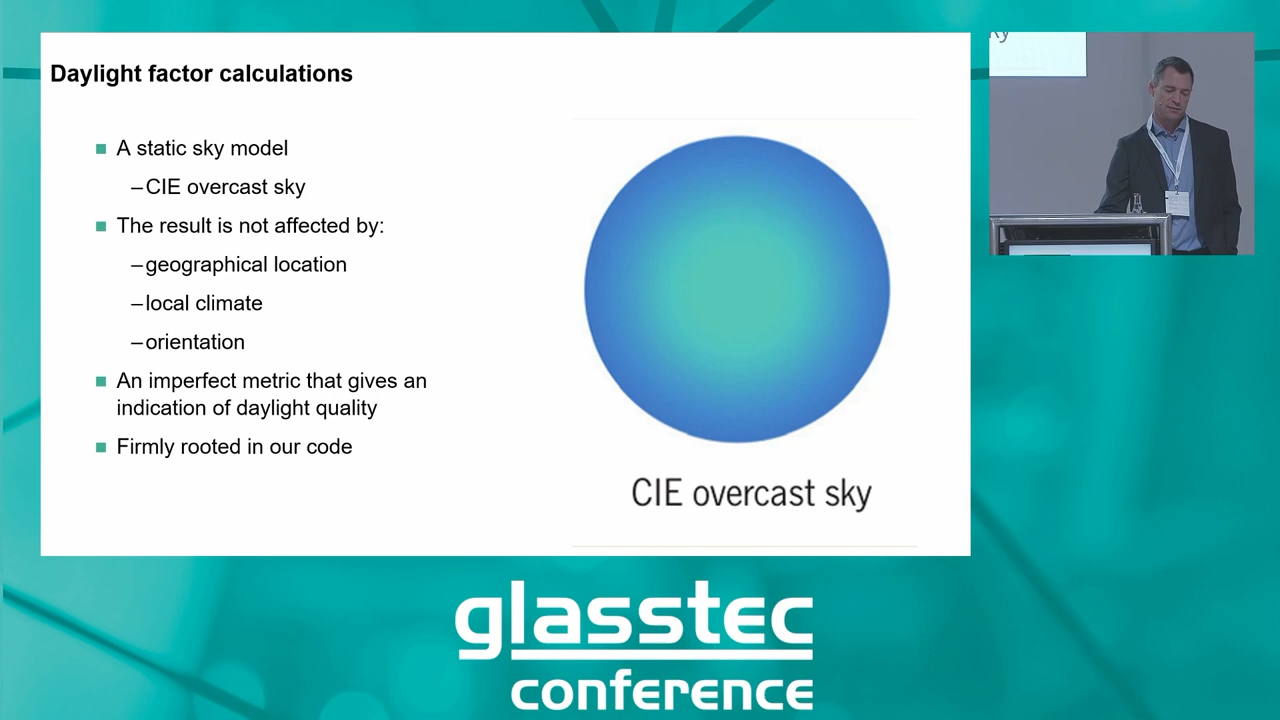 Daylight factor calculations
■ A static sky model
–CIE overcast sky
■ The result is not affected by:
–geographical location
–local climate
–orientation
■ An imperfect metric that gives an
indication of daylight quality
■ Firmly rooted in our code
CIE overcast sky
ky
glasstec
conference